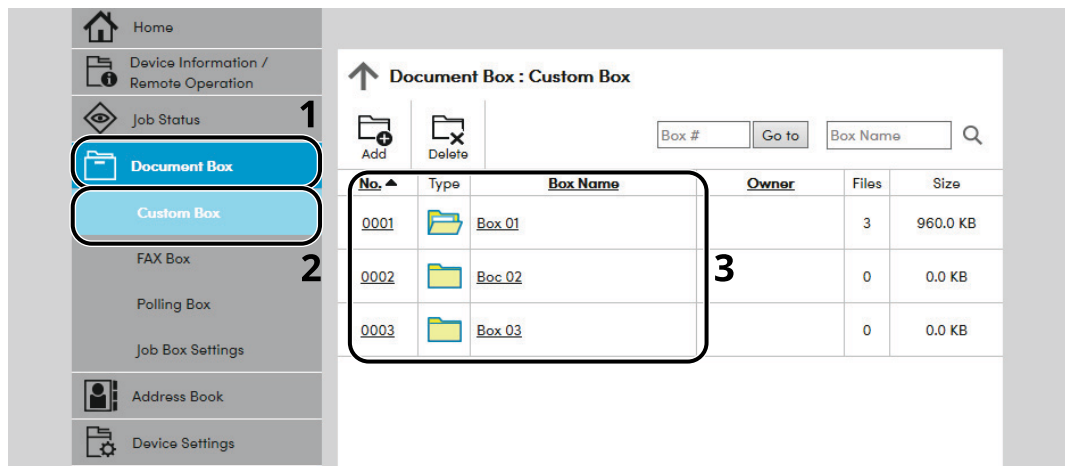 Home
Device Information /
Remote Operation
Job Status
1
Document Box
Custom Box
2
FAX Box
Polling Box
Job Box Settings
Address Book
Device Settings
Document Box : Custom Box
Add
Delete
Box #
Go to
Box Name
No. Type Box Name Owner Files Size
0001 Box 01 3 960.0 KB
0002 Boc 02 0 0.0 KB
3
0003 Box 03 0 0.0 KB